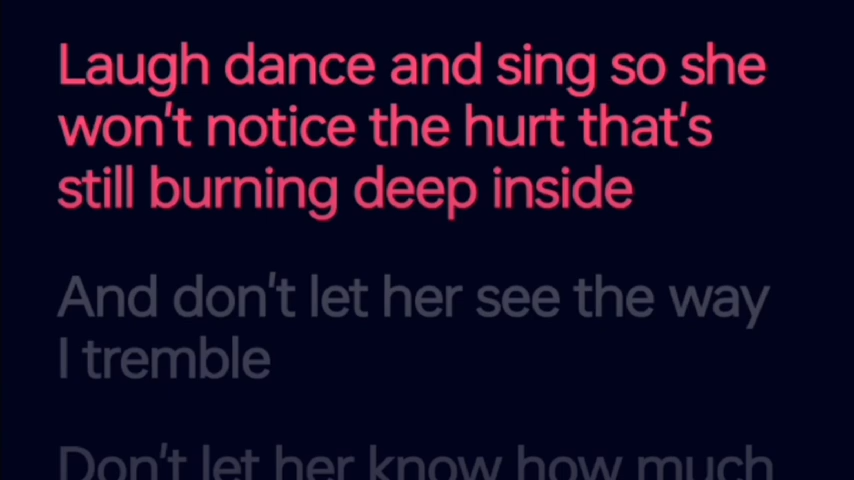 Laugh dance and sing so she
won't notice the hurt that's
still burning deep inside
And don't let her see the way
I tremble
Don't let her know how much